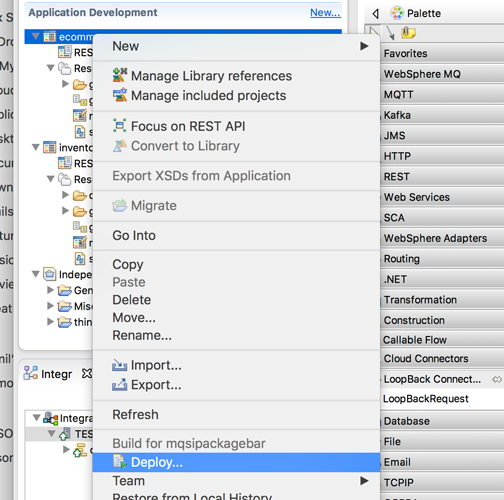 Application Development
New...
ecomm
REST
Reso
inventor
REST
Reso
Indepe
Gen
Misc
thin
Integr
Integra
TES
New
Manage Library references
Manage included projects
Focus on REST API
Convert to Library
Export XSDs from Application
Migrate
Go Into
Copy
Paste
Delete
Move...
Rename...
Import...
Export...
Refresh
Build for mqsipackagebar
Deploy...
Team
Restore from Local History
Palette
Favorites
WebSphere MQ
MQTT
Kafka
JMS
HTTP
REST
Web Services
SCA
WebSphere Adapters
Routing
.NET
Transformation
Construction
Callable Flow
Cloud Connectors
LoopBack Connect...
LoopBackRequest
Database
File
Email
TCPIP